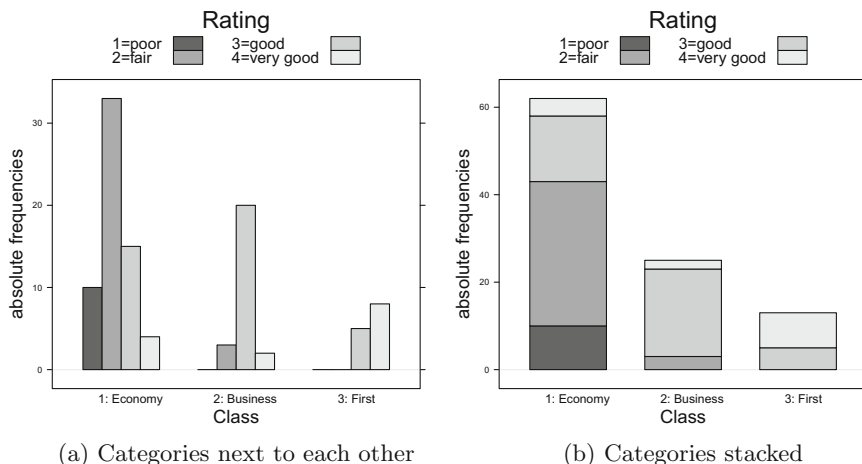 Rating
1=poor 3=good
2=fair 4=very good
absolute frequencies
30
20
10
0
1: Economy 2: Business 3: First
Class
(a) Categories next to each other
Rating
1=poor 3=good
2=fair 4=very good
absolute frequencies
60
40
20
0
1: Economy 2: Business 3: First
Class
(b) Categories stacked